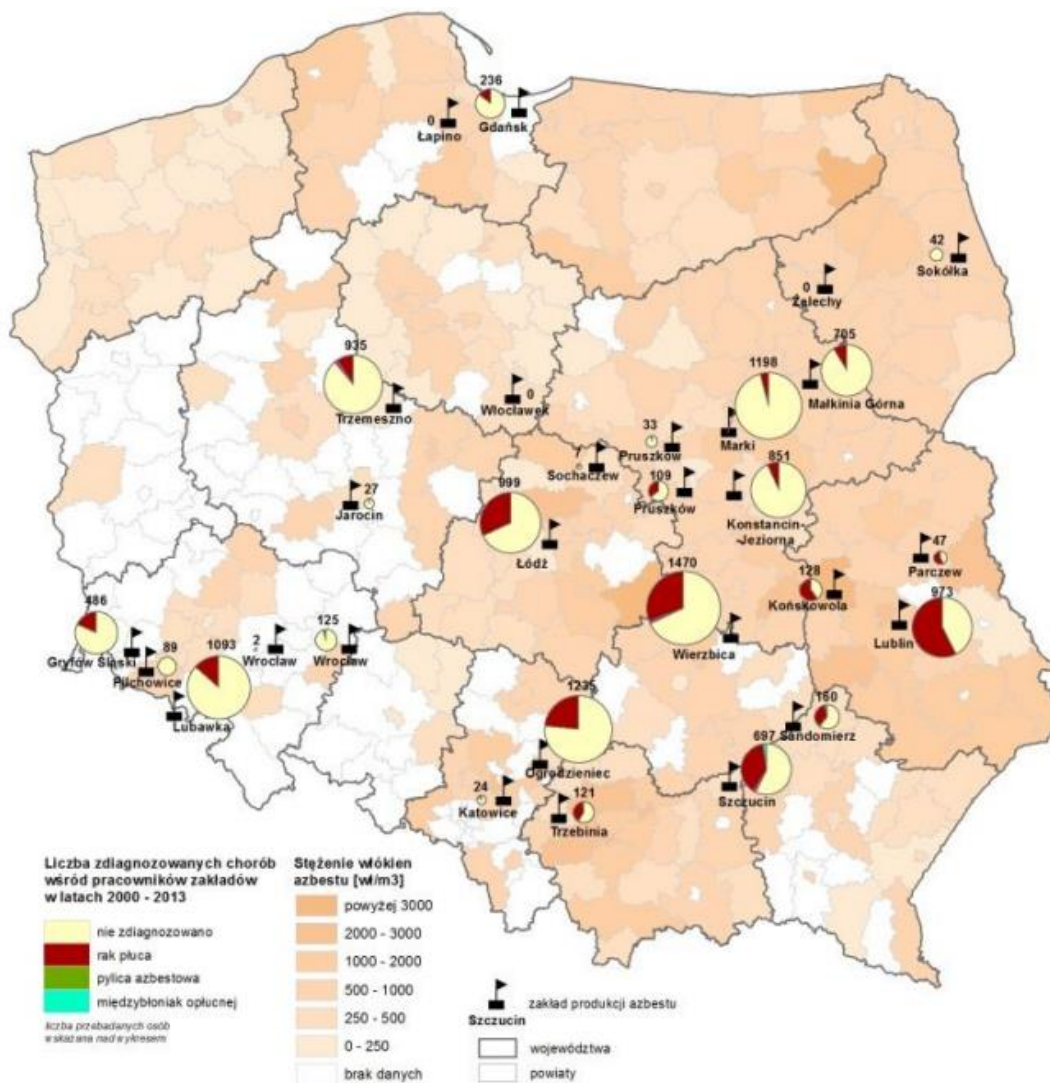 236
Gdańsk
0
Łapino
42
Sokółka
0
Żelechy
935
Trzemeszno
0
Włocławek
1198
Marki
705
Małkinia Górna
33
Pruszków
7
Sochaczew
109
Pruszków
851
Konstancin-
Jeziorna
27
Jarocin
999
Łódź
1470
Wierzbica
128
Końskowola
47
Parczew
973
Lublin
486
Gryfów Śląski
89
Pilchowice
1093
Lubawka
2
Wrocław
125
Wrocław
1235
Ogrodzieniec
160
Sandomierz
697
Szczucin
24
Katowice
121
Trzebinia
Liczba zdiagnozowanych chorób
wśród pracowników zakładów
w latach 2000 - 2013
nie zdiagnozowano
rak płuca
pylica azbestowa
międzybłoniak opłucnej
liczba przebadanych osób
wskazana nad wykresem
Stężenie włókien
azbestu [wł/m3]
powyżej 3000
2000 - 3000
1000 - 2000
500 - 1000
250 - 500
0 - 250
brak danych
zakład produkcji azbestu
Szczucin
województwa
powiaty